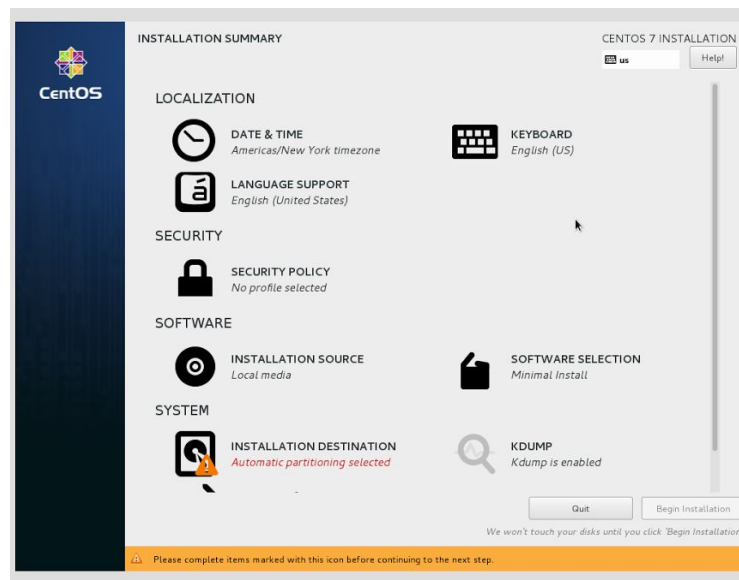 INSTALLATION SUMMARY
CENTOS 7 INSTALLATION
us
Help!
CentOS
LOCALIZATION
DATE & TIME
Americas/New York timezone
KEYBOARD
English (US)
á
LANGUAGE SUPPORT
English (United States)
SECURITY
SECURITY POLICY
No profile selected
SOFTWARE
INSTALLATION SOURCE
Local media
SOFTWARE SELECTION
Minimal Install
SYSTEM
INSTALLATION DESTINATION
Automatic partitioning selected
KDUMP
Kdump is enabled
Quit
Begin Installation
We won't touch your disks until you click 'Begin Installation
Please complete items marked with this icon before continuing to the next step.